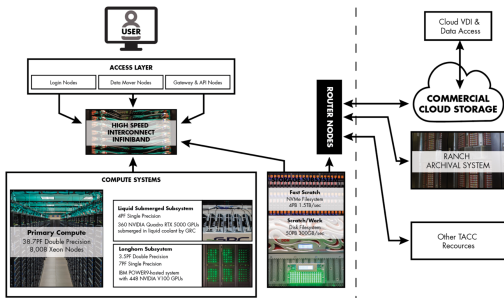 USER
ACCESS LAYER
Login Nodes
Data Mover Nodes
Gateway & API Nodes
HIGH SPEED
INTERCONNECT
INFINIBAND
COMPUTE SYSTEMS
Primary Compute
38.7PF Double Precision
8,008 Xeon Nodes
Liquid Submerged Subsystem
4PF Single Precision
360 NVIDIA Quadro RTX 5000 GPUs
submerged in liquid coolant by GRC
GRC
Longhorn Subsystem
3.5PF Double Precision
7PF Single Precision
IBM POWER9-hosted system
with 448 NVIDIA V100 GPUs
Fast Scratch
NVMe Filesystem
4PB 1.5TB/sec
Scratch/Work
Disk Filesystem
50PB 300GB/sec
ROUTER NODES
Cloud VDI &
Data Access
COMMERCIAL
CLOUD STORAGE
RANCH
ARCHIVAL SYSTEM
Other TACC
Recources